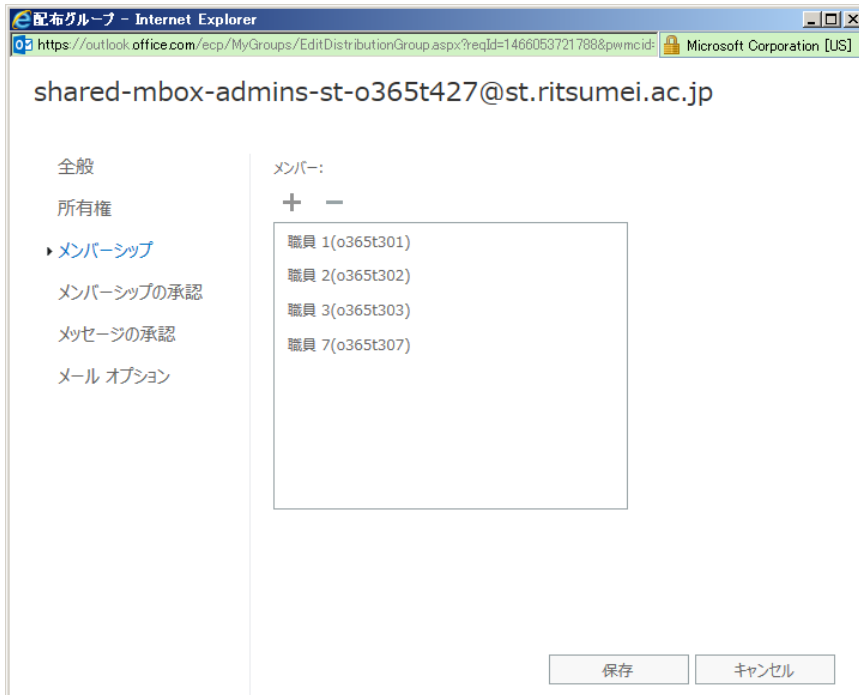 配布グループ - Internet Explorer
https://outlook.office.com/ecp/MyGroups/EditDistributionGroup.aspx?reqId=1466053721788&pwmcid=
Microsoft Corporation [US]
shared-mbox-admins-st-o365t427@st.ritsumei.ac.jp
全般
所有権
メンバーシップ
メンバーシップの承認
メッセージの承認
メール オプション
メンバー:
職員 1(o365t301)
職員 2(o365t302)
職員 3(o365t303)
職員 7(o365t307)
保存
キャンセル